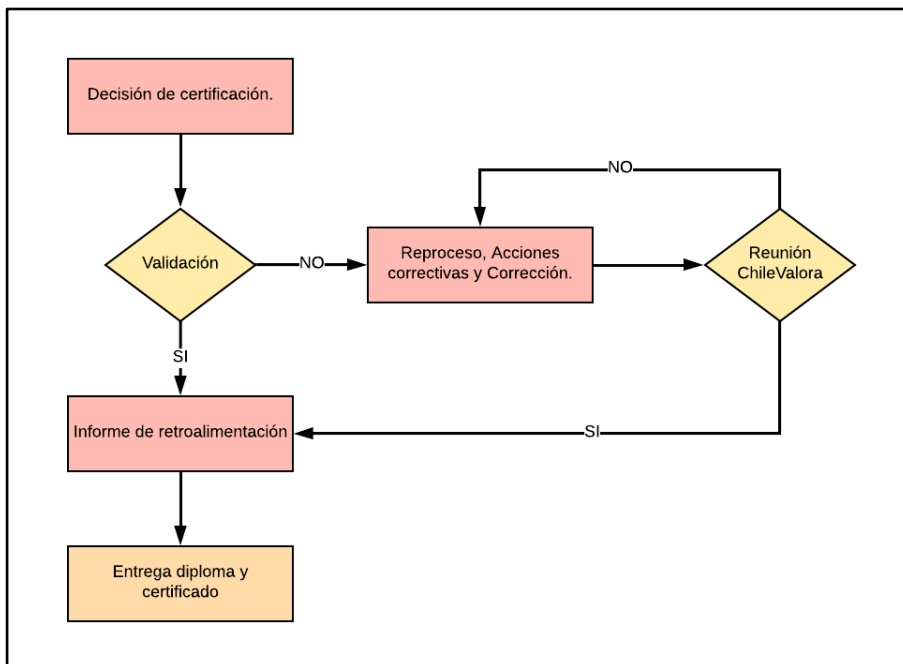 Decisión de certificación.
NO
Validación
NO
Reproceso, Acciones
correctivas y Corrección.
Reunión
ChileValora
SI
Informe de retroalimentación
SI
Entrega diploma y
certificado